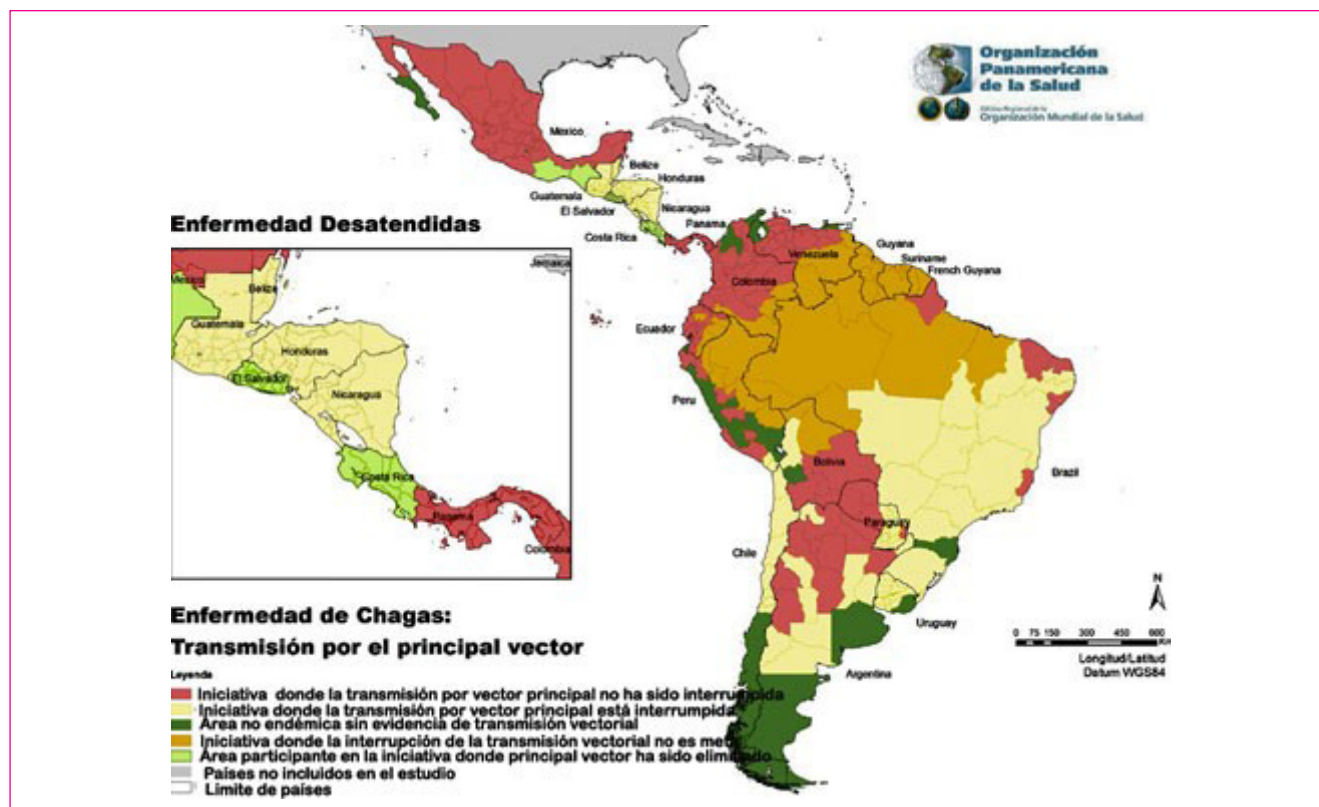 Organización
Panamericana
de la Salud
Oficina Regional de la
Organización Mundial de la Salud
Mexico
Belize
Honduras
Guatemala
El Salvador
Nicaragua
Costa Rica
Panama
Enfermedad Desatendidas
Jamaica
Mexico
Belize
Guatemala
Honduras
El Salvador
Nicaragua
Costa Rica
Panama
Colombia
Venezuela
Guyana
Suriname
French Guyana
Colombia
Ecuador
Peru
Bolivia
Brazil
Paraguay
Chile
Uruguay
Argentina
N
0 75 150 300 450 600
Longitud/Latitud
Datum WGS84
Enfermedad de Chagas:
Transmisión por el principal vector
Leyenda
Iniciativa donde la transmisión por vector principal no ha sido interrumpida
Iniciativa donde la transmisión por vector principal está interrumpida
Área no endémica sin evidencia de transmisión vectorial
Iniciativa donde la interrupción de la transmisión vectorial no es meta
Área participante en la iniciativa donde principal vector ha sido eliminado
Países no incluidos en el estudio
Limite de países